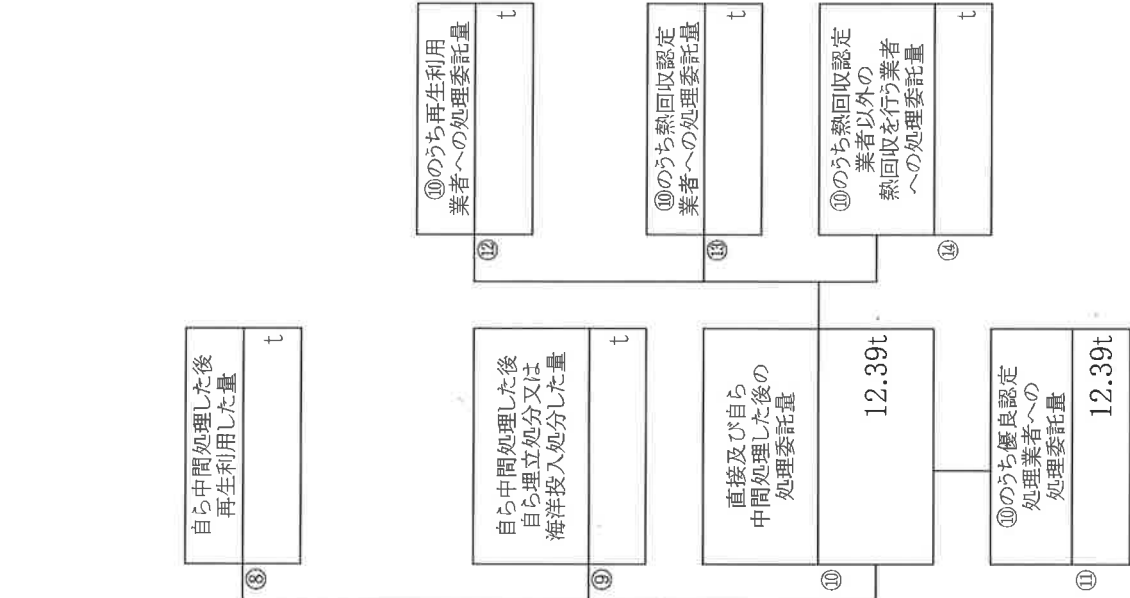 ⑧
自ら中間処理した後
再生利用した量
t
⑨
自ら中間処理した後
自ら埋立処分又は
海洋投入処分した量
t
⑩
直接及び自ら
中間処理した後の
処理委託量
12.39t
⑪
⑩のうち優良認定
処理業者への
処理委託量
12.39t
⑫
⑩のうち再生利用
業者への処理委託量
t
⑬
⑩のうち熱回収認定
業者への処理委託量
t
⑭
⑩のうち熱回収認定
業者以外の
熱回収を行う業者
への処理委託量
t